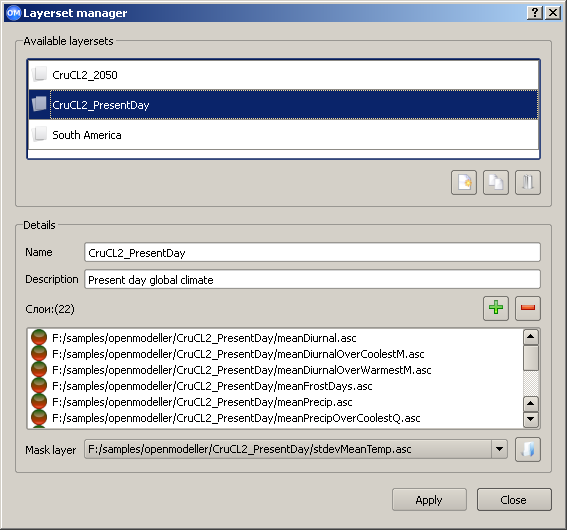 OM Layerset manager
Available layersets
CruCL2_2050
CruCL2_PresentDay
South America
Details
Name CruCL2_PresentDay
Description Present day global climate
Слои:(22)
F:/samples/openmodeller/CruCL2_PresentDay/meanDiurnal.asc
F:/samples/openmodeller/CruCL2_PresentDay/meanDiurnalOverCoolestM.asc
F:/samples/openmodeller/CruCL2_PresentDay/meanDiurnalOverWarmestM.asc
F:/samples/openmodeller/CruCL2_PresentDay/meanFrostDays.asc
F:/samples/openmodeller/CruCL2_PresentDay/meanPrecip.asc
F:/samples/openmodeller/CruCL2_PresentDay/meanPrecipOverCoolestQ.asc
Mask layer F:/samples/openmodeller/CruCL2_PresentDay/stdevMeanTemp.asc
Apply Close